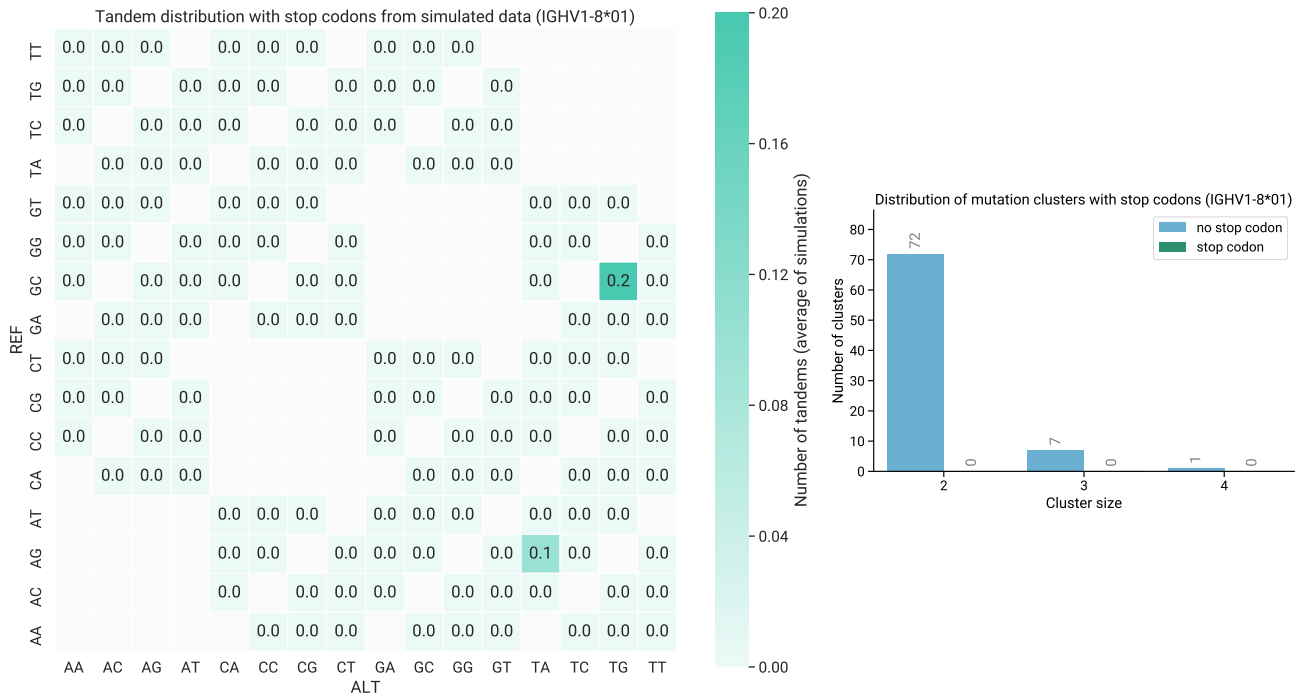 Tandem distribution with stop codons from simulated data (IGHV1-8*01)
TT 0.0 0.0 0.0 0.0 0.0 0.0 0.0 0.0 0.0
TG 0.0 0.0 0.0 0.0 0.0 0.0 0.0 0.0 0.0
TC 0.0 0.0 0.0 0.0 0.0 0.0 0.0 0.0 0.0
TA 0.0 0.0 0.0 0.0 0.0 0.0 0.0 0.0 0.0
GT 0.0 0.0 0.0 0.0 0.0 0.0 0.0 0.0 0.0
GG 0.0 0.0 0.0 0.0 0.0 0.0 0.0 0.0 0.0
GC 0.0 0.0 0.0 0.0 0.0 0.0 0.0 0.2 0.0
GA 0.0 0.0 0.0 0.0 0.0 0.0 0.0 0.0 0.0
CT 0.0 0.0 0.0 0.0 0.0 0.0 0.0 0.0 0.0
CG 0.0 0.0 0.0 0.0 0.0 0.0 0.0 0.0 0.0
CC 0.0 0.0 0.0 0.0 0.0 0.0 0.0 0.0 0.0
CA 0.0 0.0 0.0 0.0 0.0 0.0 0.0 0.0 0.0
AT 0.0 0.0 0.0 0.0 0.0 0.0 0.0 0.0 0.0
AG 0.0 0.0 0.0 0.0 0.0 0.0 0.1 0.0 0.0
AC 0.0 0.0 0.0 0.0 0.0 0.0 0.0 0.0 0.0
AA 0.0 0.0 0.0 0.0 0.0 0.0 0.0 0.0 0.0
AA AC AG AT CA CC CG CT GA GC GG GT TA TC TG TT
ALT
REF
0.20
0.16
0.12
0.08
0.04
0.00
Number of tandems (average of simulations)
Distribution of mutation clusters with stop codons (IGHV1-8*01)
no stop codon
stop codon
80
70
60
50
40
30
20
10
0
Number of clusters
72 0 7 0 1 0
2 3 4
Cluster size